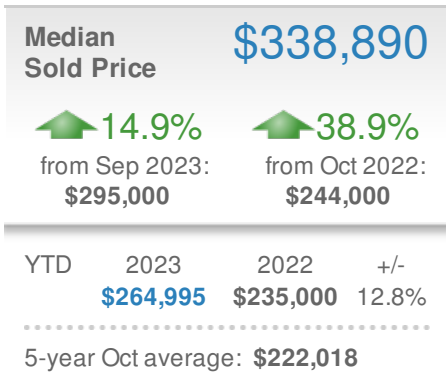 Median $338,890
Sold Price
14.9% 38.9%
from Sep 2023: from Oct 2022:
$295,000 $244,000
YTD 2023 2022 +/-
$264,995 $235,000 12.8%
5-year Oct average: $222,018